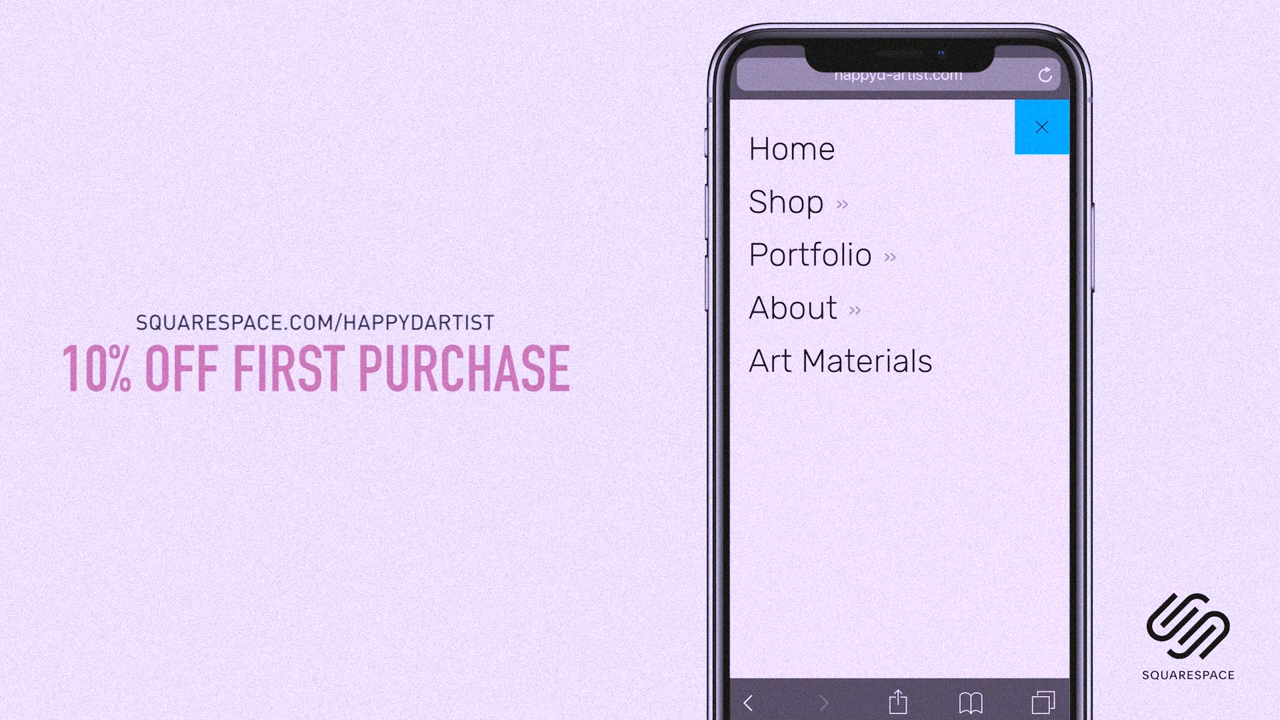 SQUARESPACE.COM/HAPPYDARTIST
10% OFF FIRST PURCHASE
happyd-artist.com
Home
Shop »
Portfolio »
About »
Art Materials
SQUARESPACE